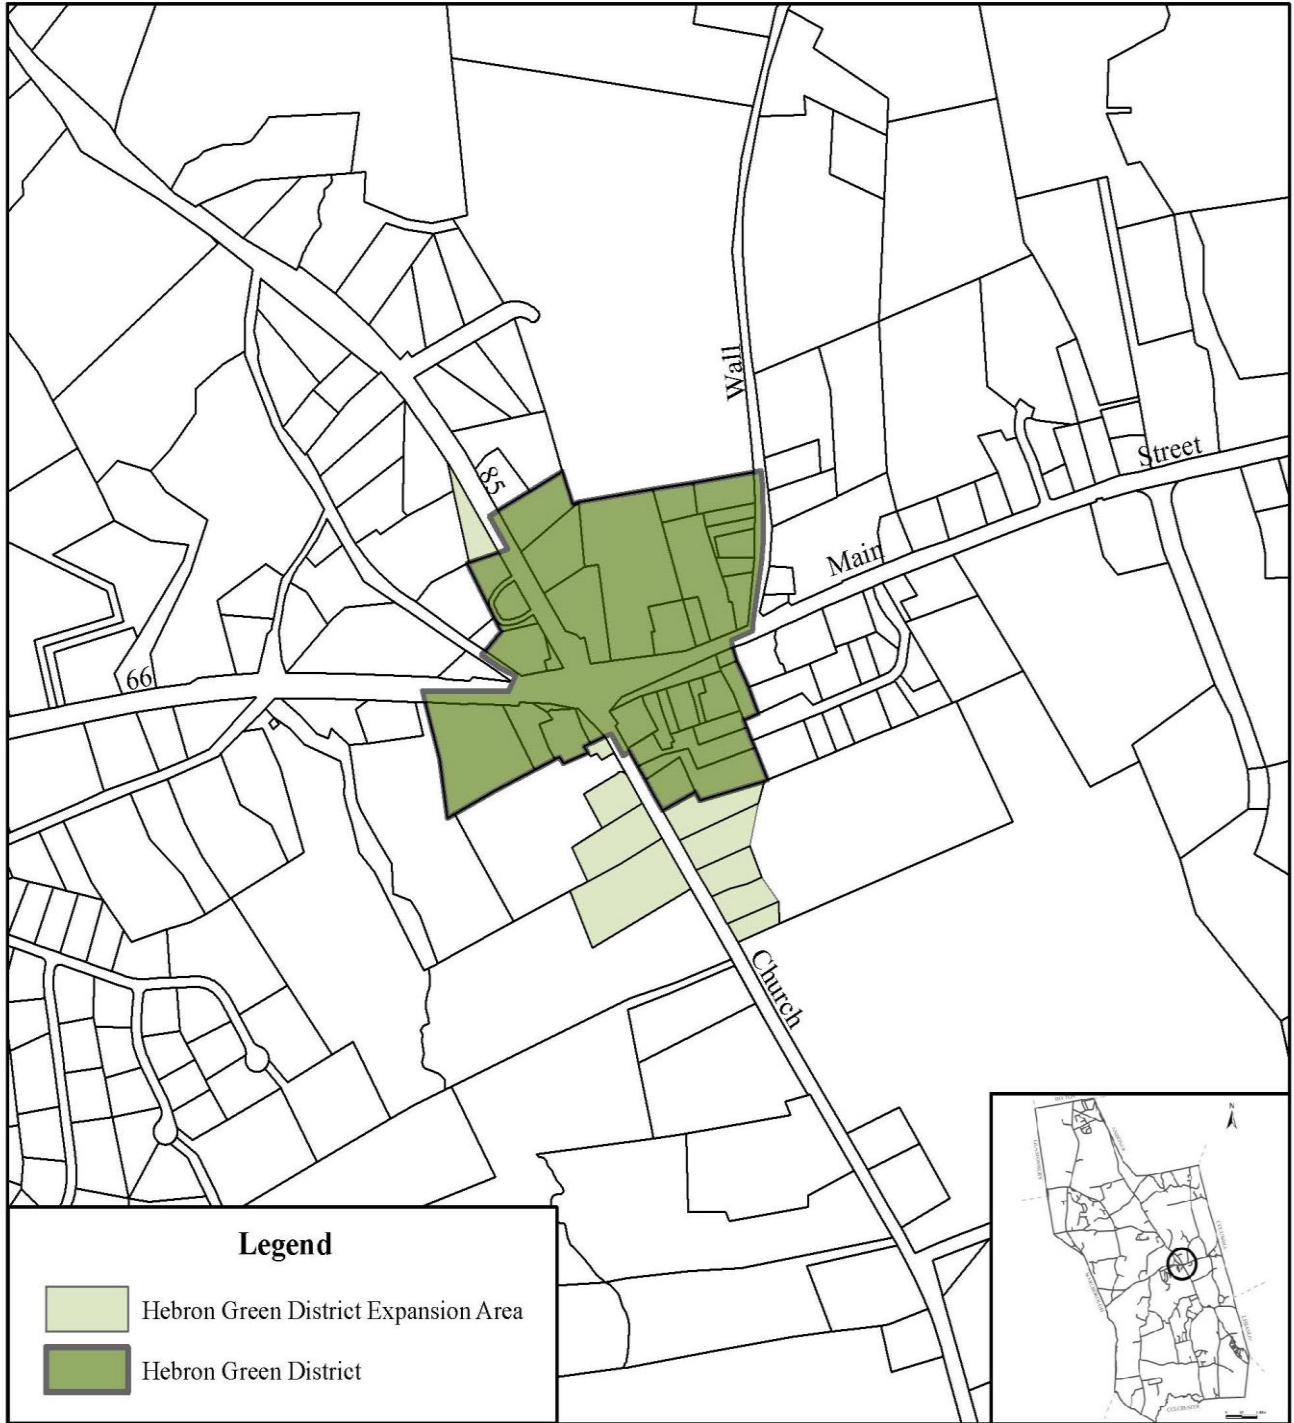 Wall
85
Street
Main
66
Church
N
Legend
Hebron Green District Expansion Area
Hebron Green District